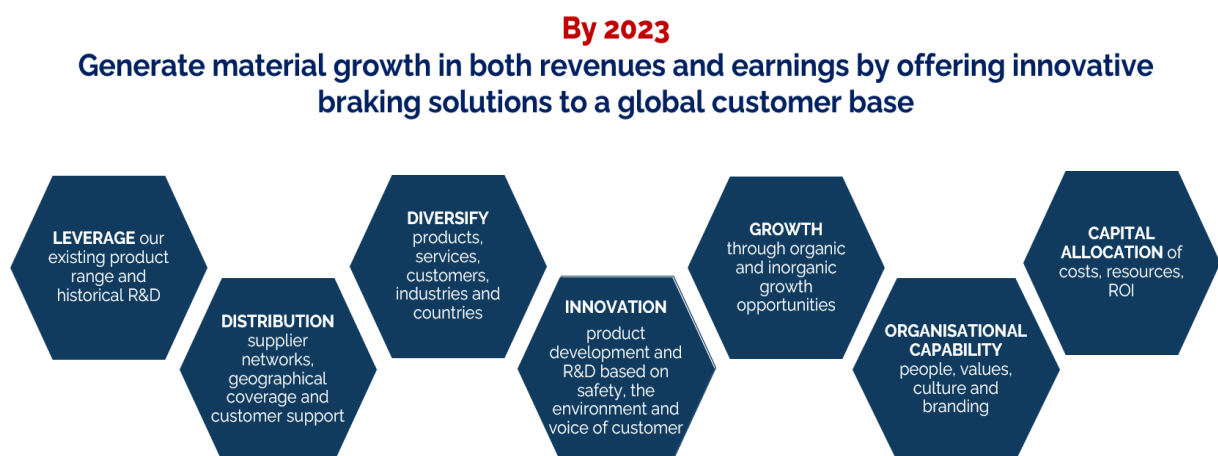 By 2023
Generate material growth in both revenues and earnings by offering innovative
braking solutions to a global customer base
LEVERAGE our
existing product
range and
historical R&D
DISTRIBUTION
supplier
networks,
geographical
coverage and
customer support
DIVERSIFY
products,
services,
customers,
industries and
countries
INNOVATION
product
development and
R&D based on
safety, the
environment and
voice of customer
GROWTH
through organic
and inorganic
growth
opportunities
ORGANISATIONAL
CAPABILITY
people, values,
culture and
branding
CAPITAL
ALLOCATION of
costs, resources,
ROI